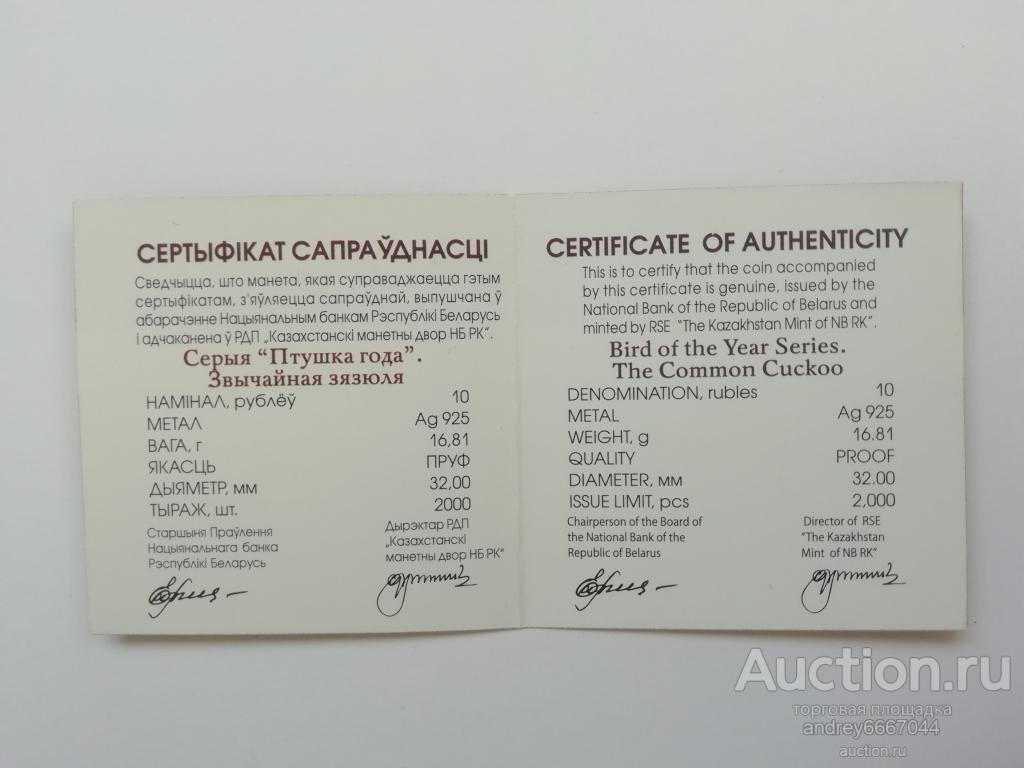 СЕРТЫФІКАТ САПРАЎДНАСЦІ
Сведчыцца, што манета, якая суправаджаецца гэтым
сертыфікатам, з'яўляецца сапраўднай, выпушчана ў
абарачэнне Нацыянальным банкам Рэспублікі Беларусь
і адчаканена ў РДП „Казахстанскі манетны двор НБ РК".
Серыя "Птушка года".
Звычайная зязюля
НАМІНАЛ, рублёў 10
МЕТАЛ Ag 925
ВАГА, г 16,81
ЯКАСЦЬ ПРУФ
ДЫЯМЕТР, мм 32,00
ТЫРАЖ, шт. 2000
Старшыня Праўлення
Нацыянальнага банка
Рэспублікі Беларусь
Дырэктар РДП
„Казахстанскі
манетны двор НБ РК"
CERTIFICATE OF AUTHENTICITY
This is to certify that the coin accompanied
by this certificate is genuine, issued by the
National Bank of the Republic of Belarus and
minted by RSE "The Kazakhstan Mint of NB RK".
Bird of the Year Series.
The Common Cuckoo
DENOMINATION, rubles 10
METAL Ag 925
WEIGHT, g 16.81
QUALITY PROOF
DIAMETER, мм 32.00
ISSUE LIMIT, pcs 2,000
Chairperson of the Board of
the National Bank of the
Republic of Belarus
Director of RSE
"The Kazakhstan
Mint of NB RK"
Auction.ru
торговая площадка
andrey6667044
auction.ru